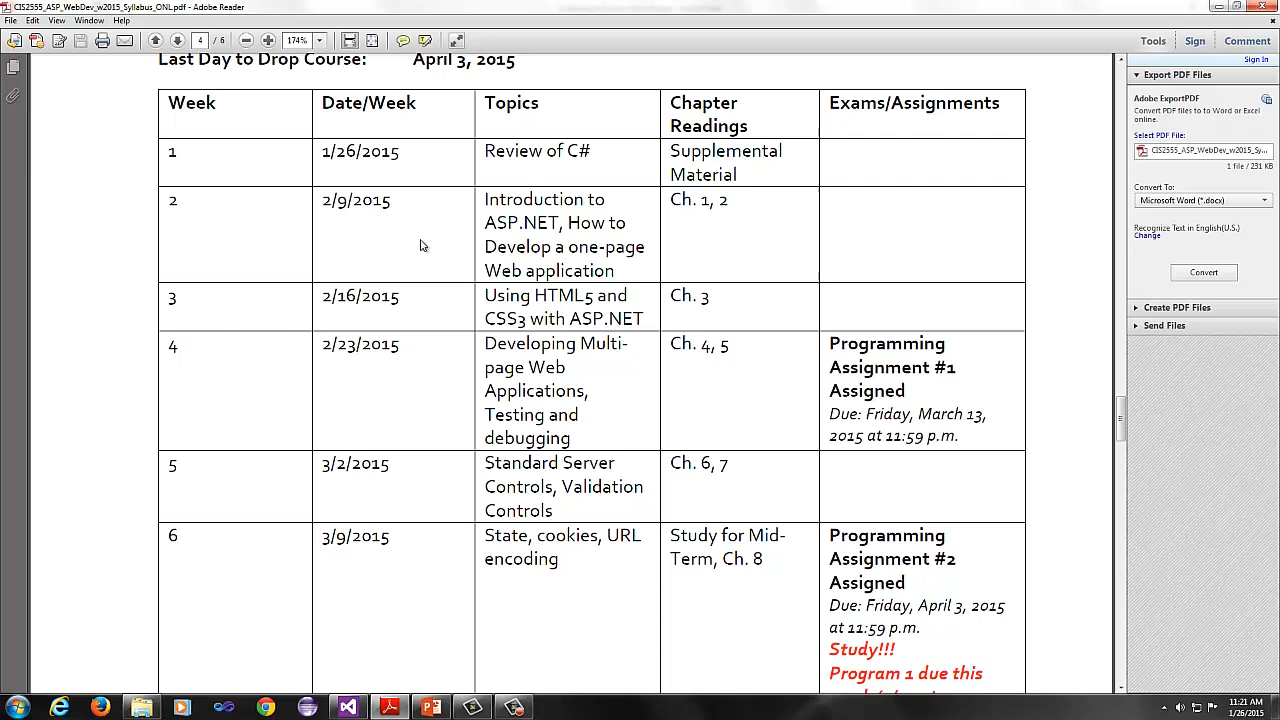 CIS2555_ASP_WebDev_w2015_Syllabus_ONL.pdf - Adobe Reader
File Edit View Window Help
4 / 6 174% Tools Sign Comment
Last Day to Drop Course: April 3, 2015
Week Date/Week Topics Chapter Readings Exams/Assignments
1 1/26/2015 Review of C# Supplemental
Material
2 2/9/2015 Introduction to Ch. 1, 2
ASP.NET, How to
Develop a one-page
Web application
3 2/16/2015 Using HTML5 and Ch. 3
CSS3 with ASP.NET
4 2/23/2015 Developing Multi- Ch. 4, 5 Programming
page Web Assignment #1
Applications, Assigned
Testing and Due: Friday, March 13,
debugging 2015 at 11:59 p.m.
5 3/2/2015 Standard Server Ch. 6, 7
Controls, Validation
Controls
6 3/9/2015 State, cookies, URL Study for Mid- Programming
encoding Term, Ch. 8 Assignment #2
Assigned
Due: Friday, April 3, 2015
at 11:59 p.m.
Study!!!
Program 1 due this
Sign In
Export PDF Files
Adobe ExportPDF
Convert PDF files to to Word or Excel
online.
Select PDF File:
CIS2555_ASP_WebDev_w2015_Sy...
1 file / 231 KB
Convert To:
Microsoft Word (*.docx)
Recognize Text in English(U.S.)
Change
Convert
Create PDF Files
Send Files
11:21 AM
1/26/2015